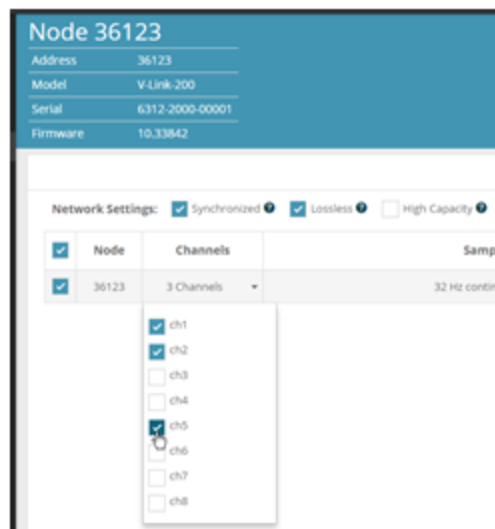 Node 36123
Address 36123
Model V-Link-200
Serial 6312-2000-00001
Firmware 10.33842
Network Settings: Synchronized ? Lossless ? High Capacity ?
Node Channels Samp
36123 3 Channels 32 Hz contin
ch1
ch2
ch3
ch4
ch5
ch6
ch7
ch8